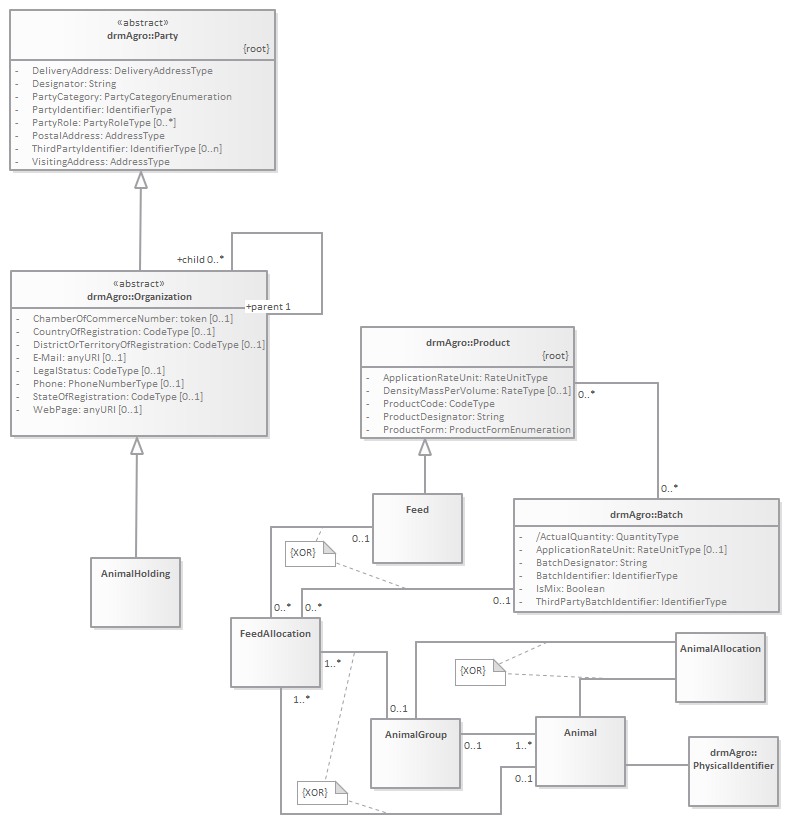 «abstract»
drmAgro::Party
{root}
- DeliveryAddress: DeliveryAddressType
- Designator: String
- PartyCategory: PartyCategoryEnumeration
- PartyIdentifier: IdentifierType
- PartyRole: PartyRoleType [0..*]
- PostalAddress: AddressType
- ThirdPartyIdentifier: IdentifierType [0..n]
- VisitingAddress: AddressType
+child 0..*
+parent 1
«abstract»
drmAgro::Organization
- ChamberOfCommerceNumber: token [0..1]
- CountryOfRegistration: CodeType [0..1]
- DistrictOrTerritoryOfRegistration: CodeType [0..1]
- E-Mail: anyURI [0..1]
- LegalStatus: CodeType [0..1]
- Phone: PhoneNumberType [0..1]
- StateOfRegistration: CodeType [0..1]
- WebPage: anyURI [0..1]
drmAgro::Product
{root}
- ApplicationRateUnit: RateUnitType
- DensityMassPerVolume: RateType [0..1]
- ProductCode: CodeType
- ProductDesignator: String
- ProductForm: ProductFormEnumeration
0..*
0..*
Feed
0..1
{XOR}
drmAgro::Batch
- /ActualQuantity: QuantityType
- ApplicationRateUnit: RateUnitType [0..1]
- BatchDesignator: String
- BatchIdentifier: IdentifierType
- IsMix: Boolean
- ThirdPartyBatchIdentifier: IdentifierType
0..1
AnimalHolding
0..*
0..*
FeedAllocation
1..*
1..*
AnimalAllocation
{XOR}
0..1
AnimalGroup
0..1
1..*
Animal
0..1
drmAgro::
PhysicalIdentifier
{XOR}